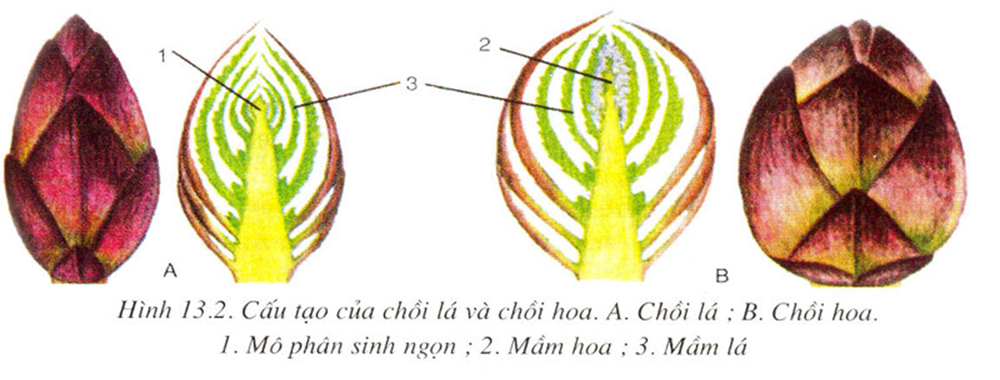 1
2
3
A
B
Hình 13.2. Cấu tạo của chồi lá và chồi hoa. A. Chồi lá ; B. Chồi hoa.
1. Mô phân sinh ngọn ; 2. Mầm hoa ; 3. Mầm lá